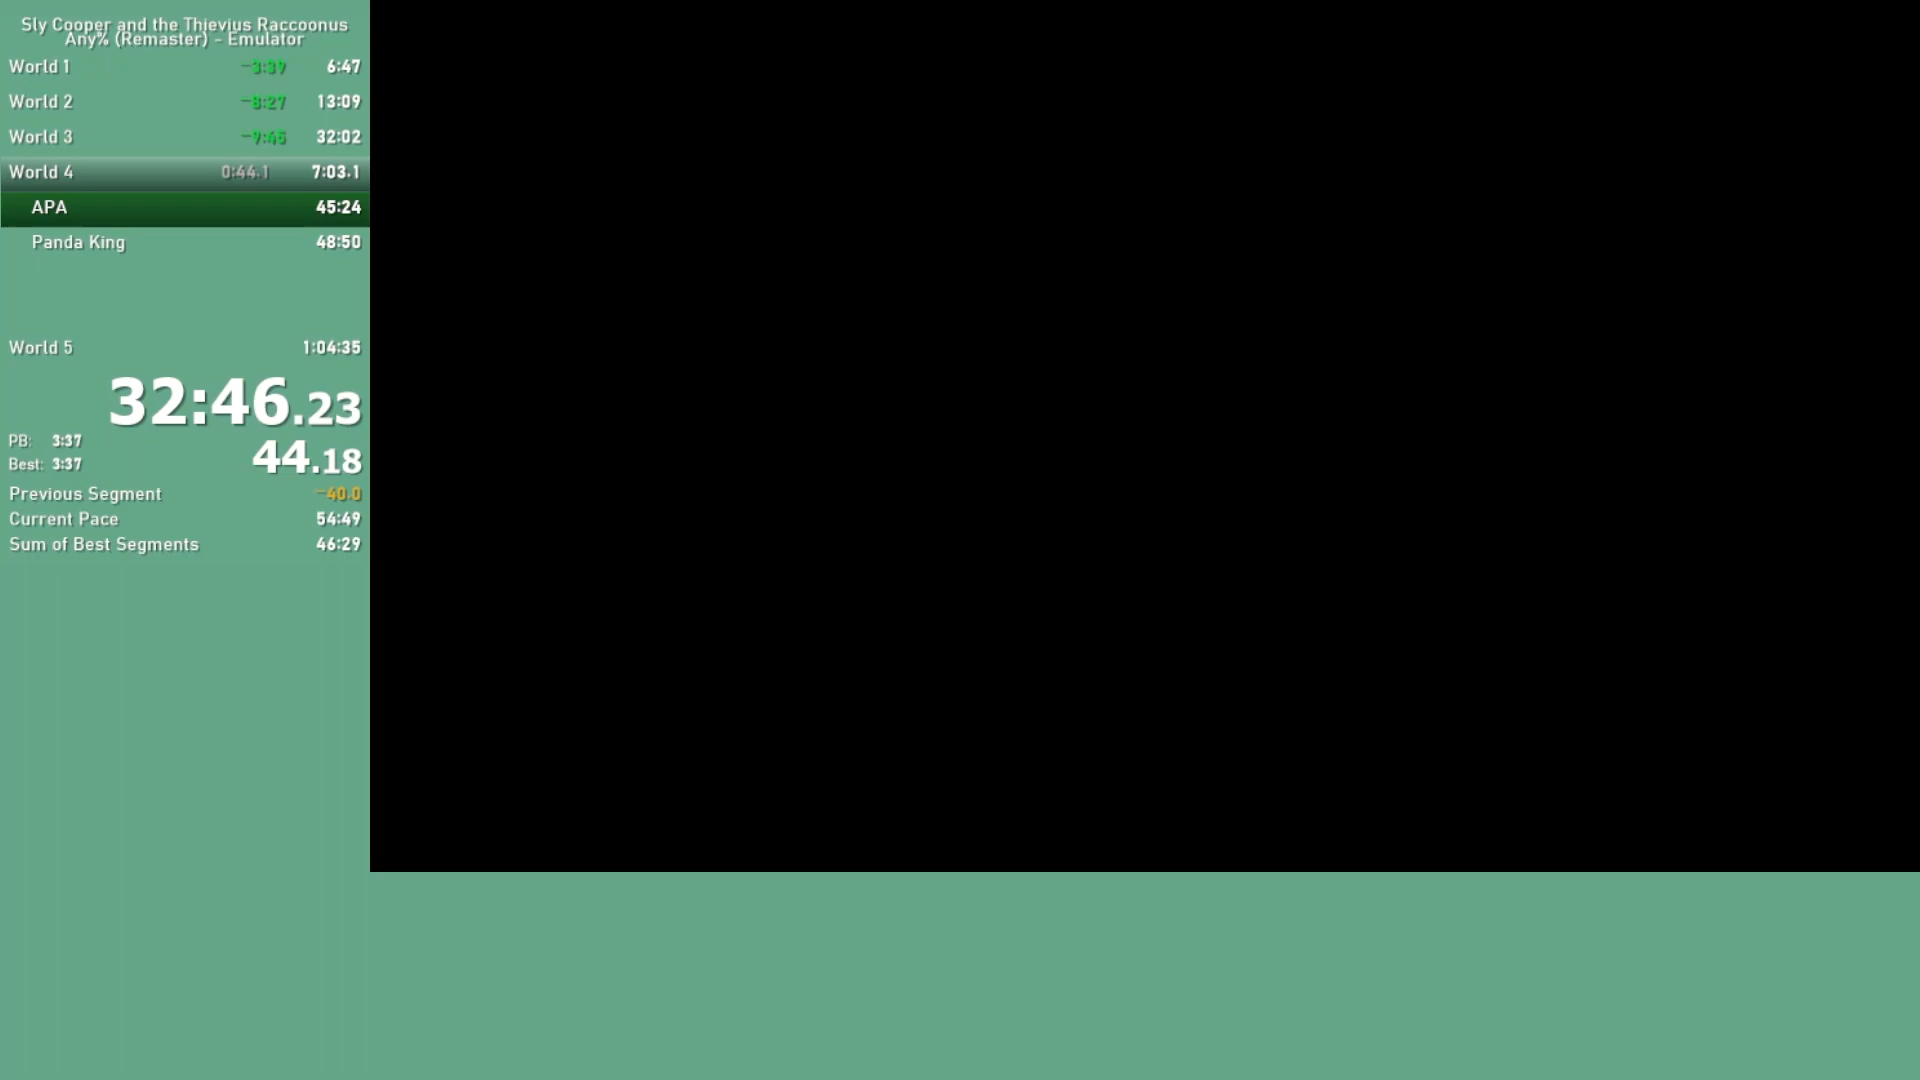 Sly Cooper and the Thievius Raccoonus
Any% (Remaster) - Emulator
World 1 -3:39 6:47
World 2 -8:27 13:09
World 3 -9:45 32:02
World 4 0:44.1 7:03.1
APA 45:24
Panda King 48:50
World 5 1:04:35
32:46.23
PB: 3:37
44.18
Best: 3:37
Previous Segment -40.0
Current Pace 54:49
Sum of Best Segments 46:29